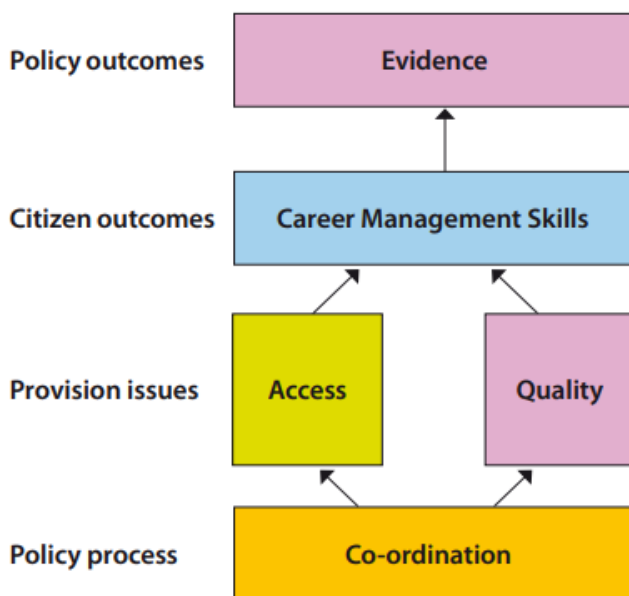 Policy outcomes Evidence
Citizen outcomes Career Management Skills
Provision issues Access Quality
Policy process Co-ordination